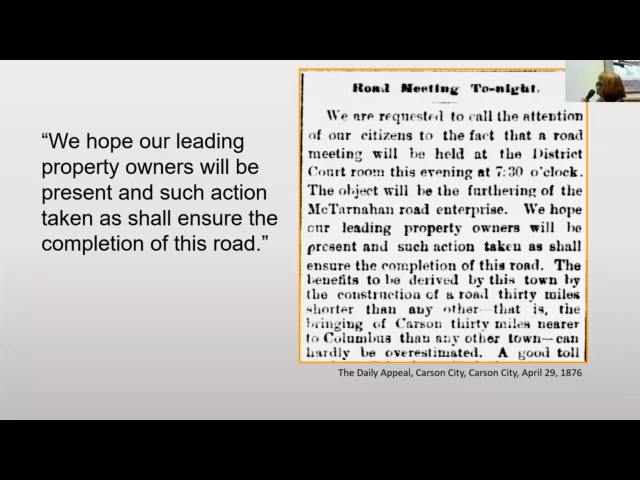 “We hope our leading
property owners will be
present and such action
taken as shall ensure the
completion of this road.”
Road Meeting To-night.
We are requested to call the attention
of our citizens to the fact that a road
meeting will be held at the District
Court room this evening at 7:30 o'clock.
The object will be the furthering of the
McTarnahan road enterprise. We hope
our leading property owners will be
present and such action taken as shall
ensure the completion of this road. The
benefits to be derived by this town by
the construction of a road thirty miles
shorter than any other—that is, the
bringing of Carson thirty miles nearer
to Columbus than any other town—can
hardly be overestimated. A good toll
The Daily Appeal, Carson City, Carson City, April 29, 1876